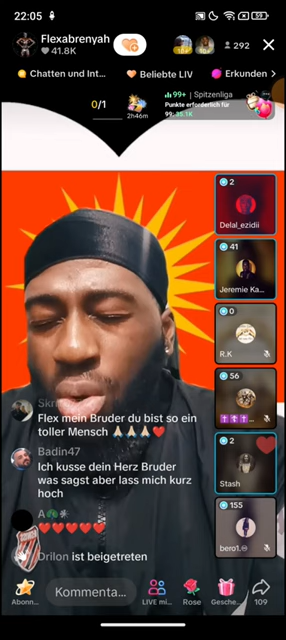 22:05
59
Flexabrenyah
41.8K
292
Chatten und Int...
Beliebte LIV
Erkunden
0/1
2h46m
99+ | Spitzenliga
Punkte erforderlich für
99:
2
Delal_ezidii
41
Jeremie Ka...
0
R.K
56
2
Stash
155
bero1.
Flex mein Bruder du bist so ein
toller Mensch 🙏🙏🙏❤️
Badin47
Ich kusse dein Herz Bruder
was sagst aber lass mich kurz
hoch
A
❤️❤️❤️❤️❤️
Drilon ist beigetreten
Abonn...
Kommenta...
LIVE mi...
Rose
Gesche...
109